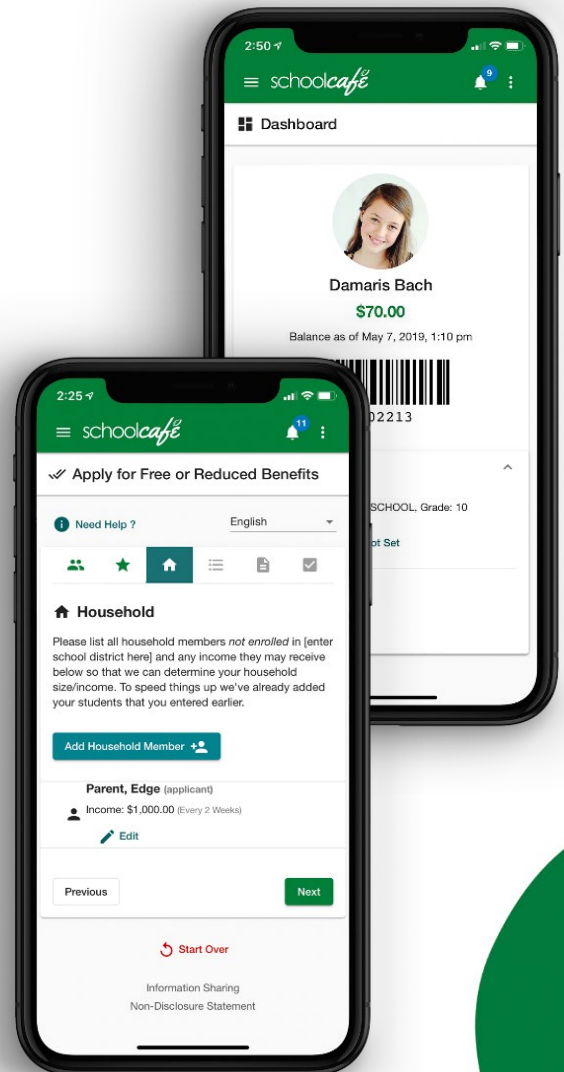 2:50
schoolcafé
9
Dashboard
Damaris Bach
$70.00
Balance as of May 7, 2019, 1:10 pm
02213
SCHOOL, Grade: 10
ot Set
2:25
schoolcafé
11
Apply for Free or Reduced Benefits
Need Help ?
English
Household
Please list all household members not enrolled in [enter
school district here] and any income they may receive
below so that we can determine your household
size/income. To speed things up we've already added
your students that you entered earlier.
Add Household Member
Parent, Edge (applicant)
Income: $1,000.00 (Every 2 Weeks)
Edit
Previous
Next
Start Over
Information Sharing
Non-Disclosure Statement